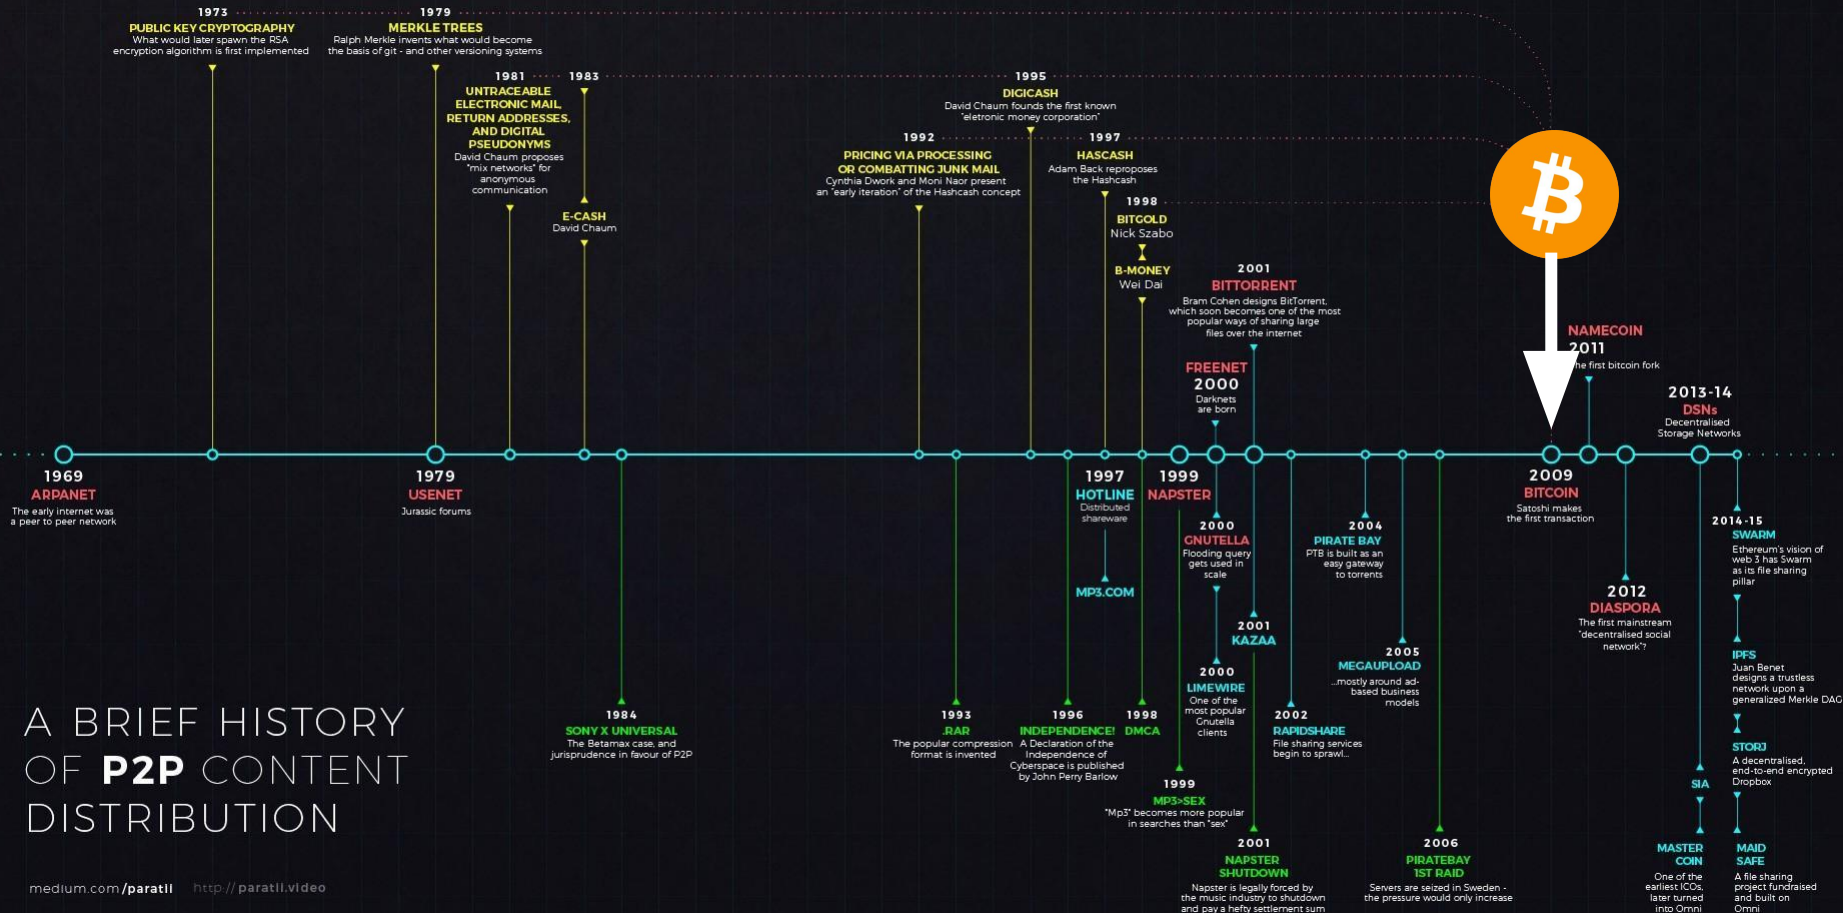 1973
PUBLIC KEY CRYPTOGRAPHY
What would later spawn the RSA
encryption algorithm is first implemented
1979
MERKLE TREES
Ralph Merkle invents what would become
the basis of git - and other versioning systems
1981
UNTRACEABLE
ELECTRONIC MAIL,
RETURN ADDRESSES,
AND DIGITAL
PSEUDONYMS
David Chaum proposes
"mix networks" for
anonymous
communication
1983
E-CASH
David Chaum
1992
PRICING VIA PROCESSING
OR COMBATTING JUNK MAIL
Cynthia Dwork and Moni Naor present
an "early iteration" of the Hashcash concept
1995
DIGICASH
David Chaum founds the first known
"eletronic money corporation"
1997
HASCASH
Adam Back reproposes
the Hashcash
1998
BITGOLD
Nick Szabo
B-MONEY
Wei Dai
2001
BITTORRENT
Bram Cohen designs BitTorrent,
which soon becomes one of the most
popular ways of sharing large
files over the internet
FREENET
2000
Darknets
are born
NAMECOIN
2011
he first bitcoin fork
2013-14
DSNs
Decentralised
Storage Networks
1969
ARPANET
The early internet was
a peer to peer network
1979
USENET
Jurassic forums
1984
SONY X UNIVERSAL
The Betamax case, and
jurisprudence in favour of P2P
1993
.RAR
The popular compression
format is invented
1996
INDEPENDENCE!
A Declaration of the
Independence of
Cyberspace is published
by John Perry Barlow
1997
HOTLINE
Distributed
shareware
MP3.COM
1998
DMCA
1999
NAPSTER
1999
MP3>SEX
"Mp3" becomes more popular
in searches than "sex"
2000
GNUTELLA
Flooding query
gets used in
scale
2000
LIMEWIRE
One of the
most popular
Gnutella
clients
2001
KAZAA
2001
NAPSTER
SHUTDOWN
Napster is legally forced by
the music industry to shutdown
and pay a hefty settlement sum
2002
RAPIDSHARE
File sharing services
begin to sprawl...
2004
PIRATE BAY
PTB is built as an
easy gateway
to torrents
2005
MEGAUPLOAD
...mostly around ad-
based business
models
2006
PIRATEBAY
1ST RAID
Servers are seized in Sweden -
the pressure would only increase
2009
BITCOIN
Satoshi makes
the first transaction
2012
DIASPORA
The first mainstream
"decentralised social
network"?
SIA
MASTER
COIN
One of the
earliest ICOs,
later turned
into Omni
2014-15
SWARM
Ethereum's vision of
web 3 has Swarm
as its file sharing
pillar
IPFS
Juan Benet
designs a trustless
network upon a
generalized Merkle DAG
STORJ
A decentralised,
end-to-end encrypted
Dropbox
MAID
SAFE
A file sharing
project fundraised
and built on
Omni
A BRIEF HISTORY
OF P2P CONTENT
DISTRIBUTION
medium.com/paratii http://paratii.video